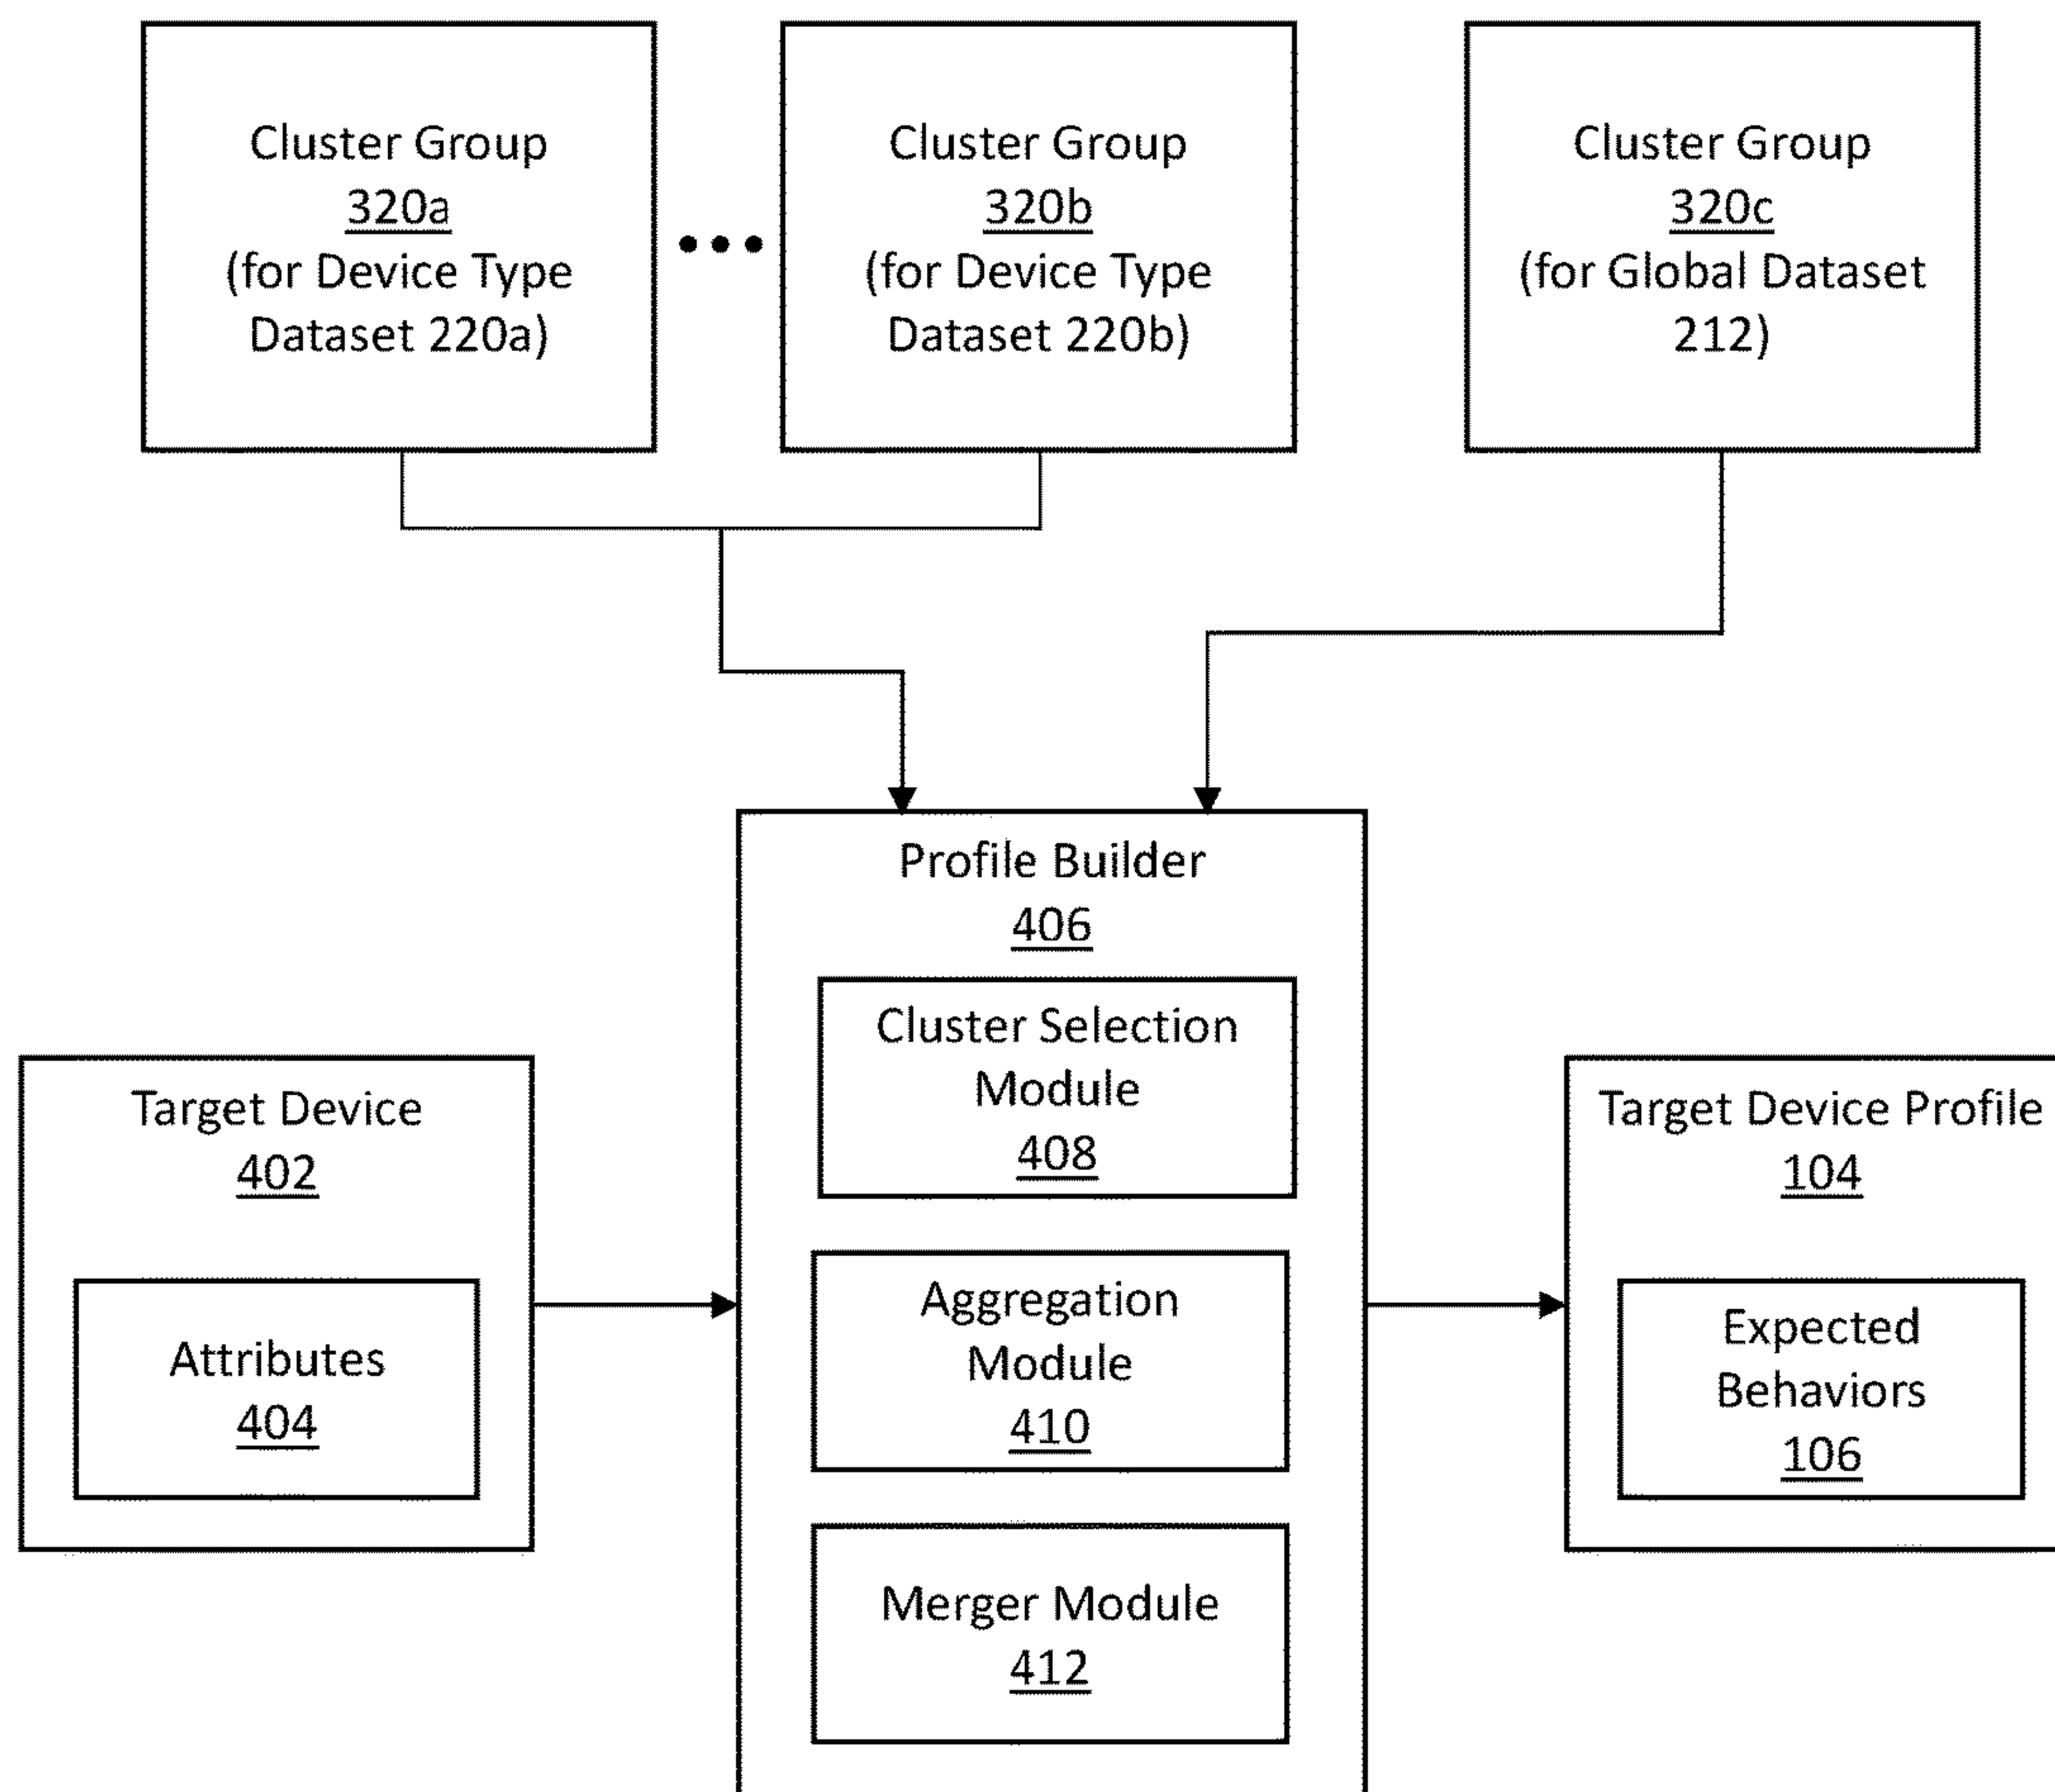 Cluster Group
320a
(for Device Type
Dataset 220a)
Cluster Group
320b
(for Device Type
Dataset 220b)
Cluster Group
320c
(for Global Dataset
212)
Target Device
402
Attributes
404
Profile Builder
406
Cluster Selection
Module
408
Aggregation
Module
410
Merger Module
412
Target Device Profile
104
Expected
Behaviors
106